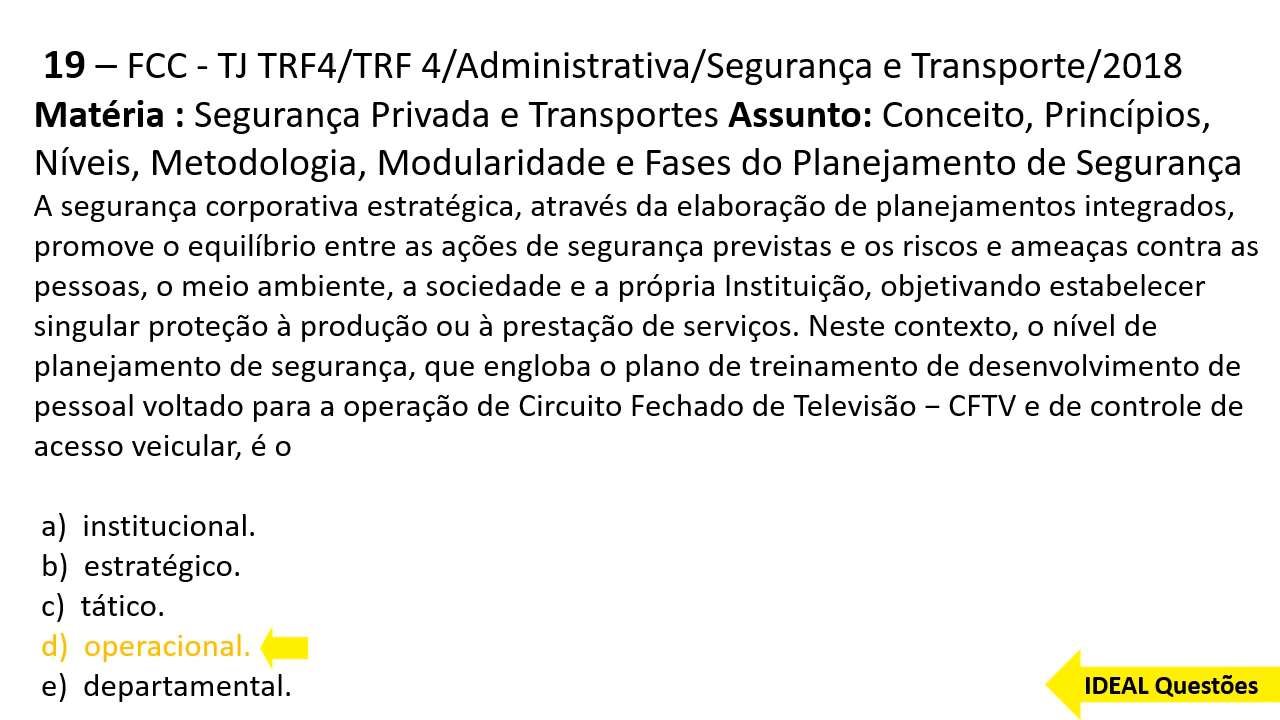 19 – FCC - TJ TRF4/TRF 4/Administrativa/Segurança e Transporte/2018
Matéria : Segurança Privada e Transportes Assunto: Conceito, Princípios,
Níveis, Metodologia, Modularidade e Fases do Planejamento de Segurança
A segurança corporativa estratégica, através da elaboração de planejamentos integrados,
promove o equilíbrio entre as ações de segurança previstas e os riscos e ameaças contra as
pessoas, o meio ambiente, a sociedade e a própria Instituição, objetivando estabelecer
singular proteção à produção ou à prestação de serviços. Neste contexto, o nível de
planejamento de segurança, que engloba o plano de treinamento de desenvolvimento de
pessoal voltado para a operação de Circuito Fechado de Televisão − CFTV e de controle de
acesso veicular, é o
a) institucional.
b) estratégico.
c) tático.
d) operacional.
e) departamental.
IDEAL Questões